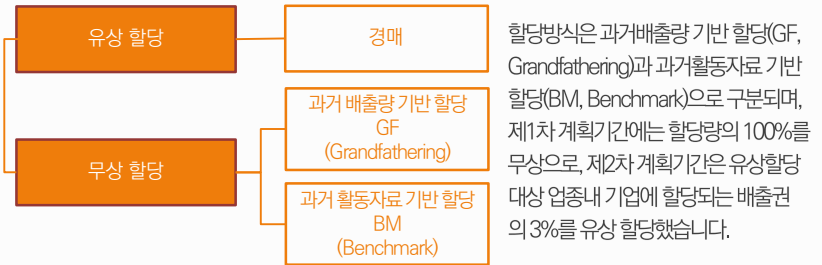 유상 할당
경매
무상 할당
과거 배출량 기반 할당
GF
(Grandfathering)
과거 활동자료 기반 할당
BM
(Benchmark)
할당방식은 과거배출량 기반 할당(GF,
Grandfathering)과 과거활동자료 기반
할당(BM, Benchmark)으로 구분되며,
제1차 계획기간에는 할당량의 100%를
무상으로, 제2차 계획기간은 유상할당
대상 업종내 기업에 할당되는 배출권
의 3%를 유상 할당했습니다.